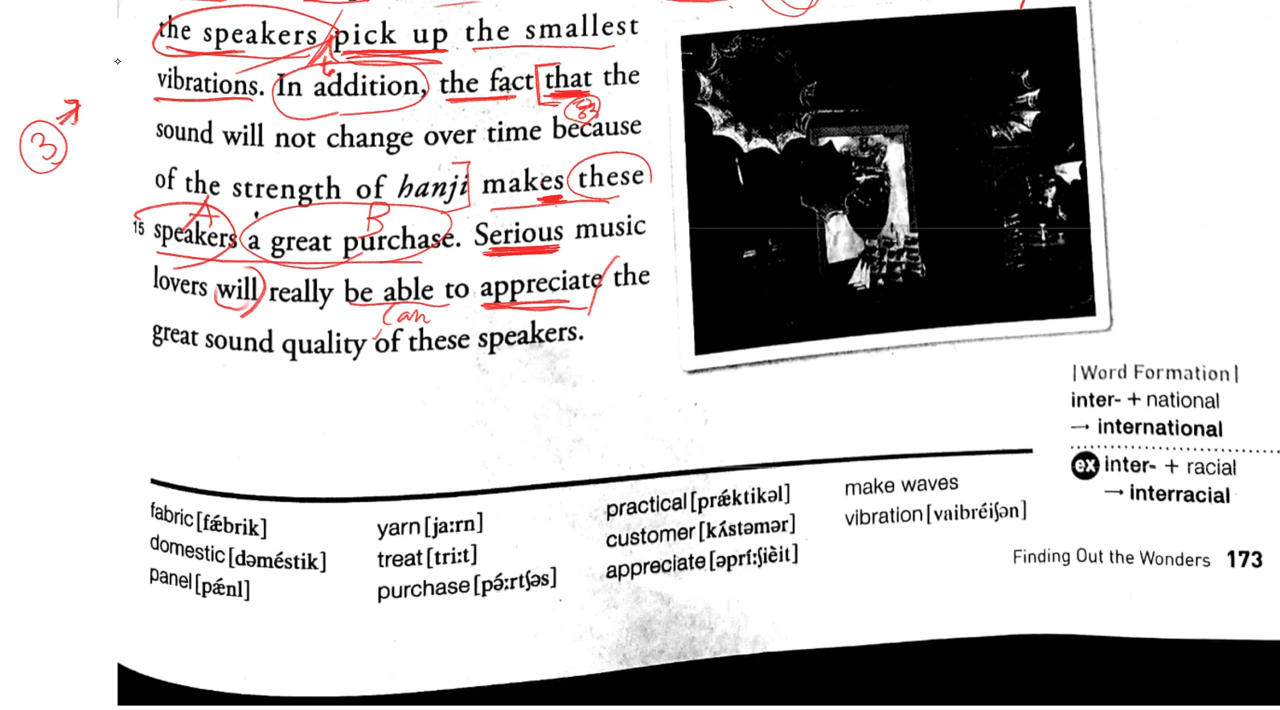 the speakers pick up the smallest
vibrations. In addition, the fact that the
sound will not change over time because
of the strength of hanji makes these
15 speakers a great purchase. Serious music
lovers will really be able to appreciate the
great sound quality of these speakers.
3
A
B
Can
|Word Formation|
inter- + national
→ international
ex inter- + racial
→ interracial
fabric [fǽbrik]
domestic [dəméstik]
panel [pǽnl]
yarn [jɑːrn]
treat [triːt]
purchase [pə́ːrtʃəs]
practical [prǽktikəl]
customer [kʌ́stəmər]
appreciate [əpríːʃièit]
make waves
vibration [vaibréiʃən]
Finding Out the Wonders 173